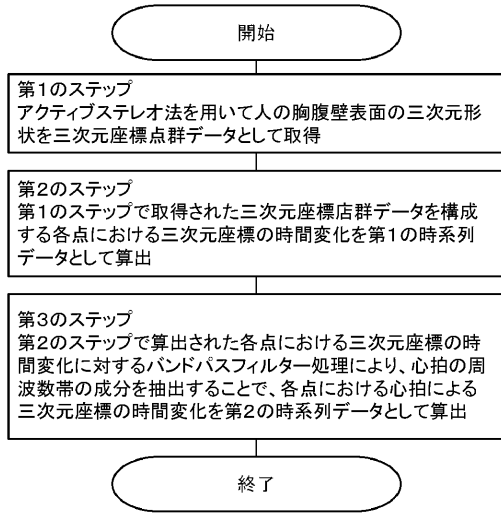 開始
第1のステップ
アクティブステレオ法を用いて人の胸腹壁表面の三次元形
状を三次元座標点群データとして取得
第2のステップ
第1のステップで取得された三次元座標店群データを構成
する各点における三次元座標の時間変化を第1の時系列
データとして算出
第3のステップ
第2のステップで算出された各点における三次元座標の時
間変化に対するバンドパスフィルター処理により、心拍の周
波数帯の成分を抽出することで、各点における心拍による
三次元座標の時間変化を第2の時系列データとして算出
終了